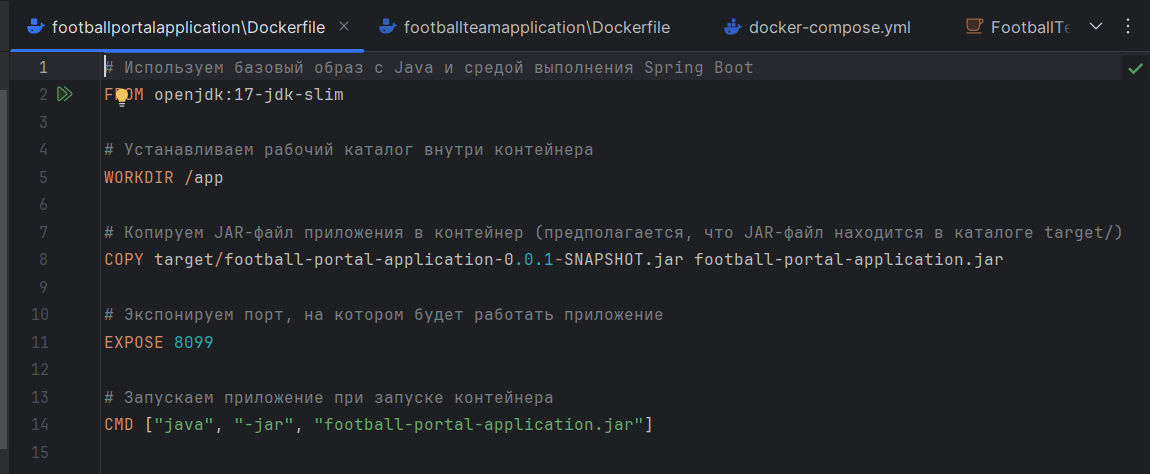 footballportalapplication\Dockerfile
footballteamapplication\Dockerfile
docker-compose.yml
1 # Используем базовый образ с Java и средой выполнения Spring Boot
2 FROM openjdk:17-jdk-slim
3
4 # Устанавливаем рабочий каталог внутри контейнера
5 WORKDIR /app
6
7 # Копируем JAR-файл приложения в контейнер (предполагается, что JAR-файл находится в каталоге target/)
8 COPY target/football-portal-application-0.0.1-SNAPSHOT.jar football-portal-application.jar
9
10 # Экспонируем порт, на котором будет работать приложение
11 EXPOSE 8099
12
13 # Запускаем приложение при запуске контейнера
14 CMD ["java", "-jar", "football-portal-application.jar"]
15